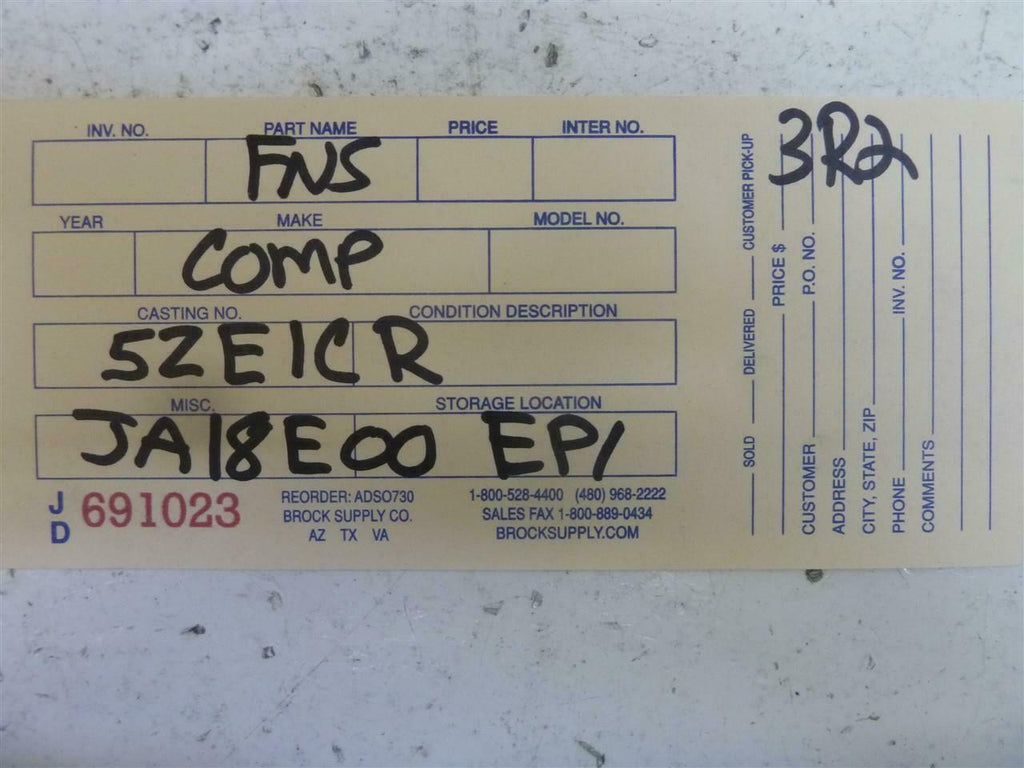 INV. NO. PART NAME PRICE INTER NO.
FNS
YEAR MAKE MODEL NO.
COMP
CASTING NO. CONDITION DESCRIPTION
5ZE1CR
MISC. STORAGE LOCATION
JA18E00 EP1
JD 691023
REORDER: ADSO730
BROCK SUPPLY CO.
AZ TX VA
1-800-528-4400 (480) 968-2222
SALES FAX 1-800-889-0434
BROCKSUPPLY.COM
3R2
SOLD DELIVERED CUSTOMER PICK-UP
PRICE $
CUSTOMER P.O. NO.
ADDRESS
CITY, STATE, ZIP
PHONE INV. NO.
COMMENTS